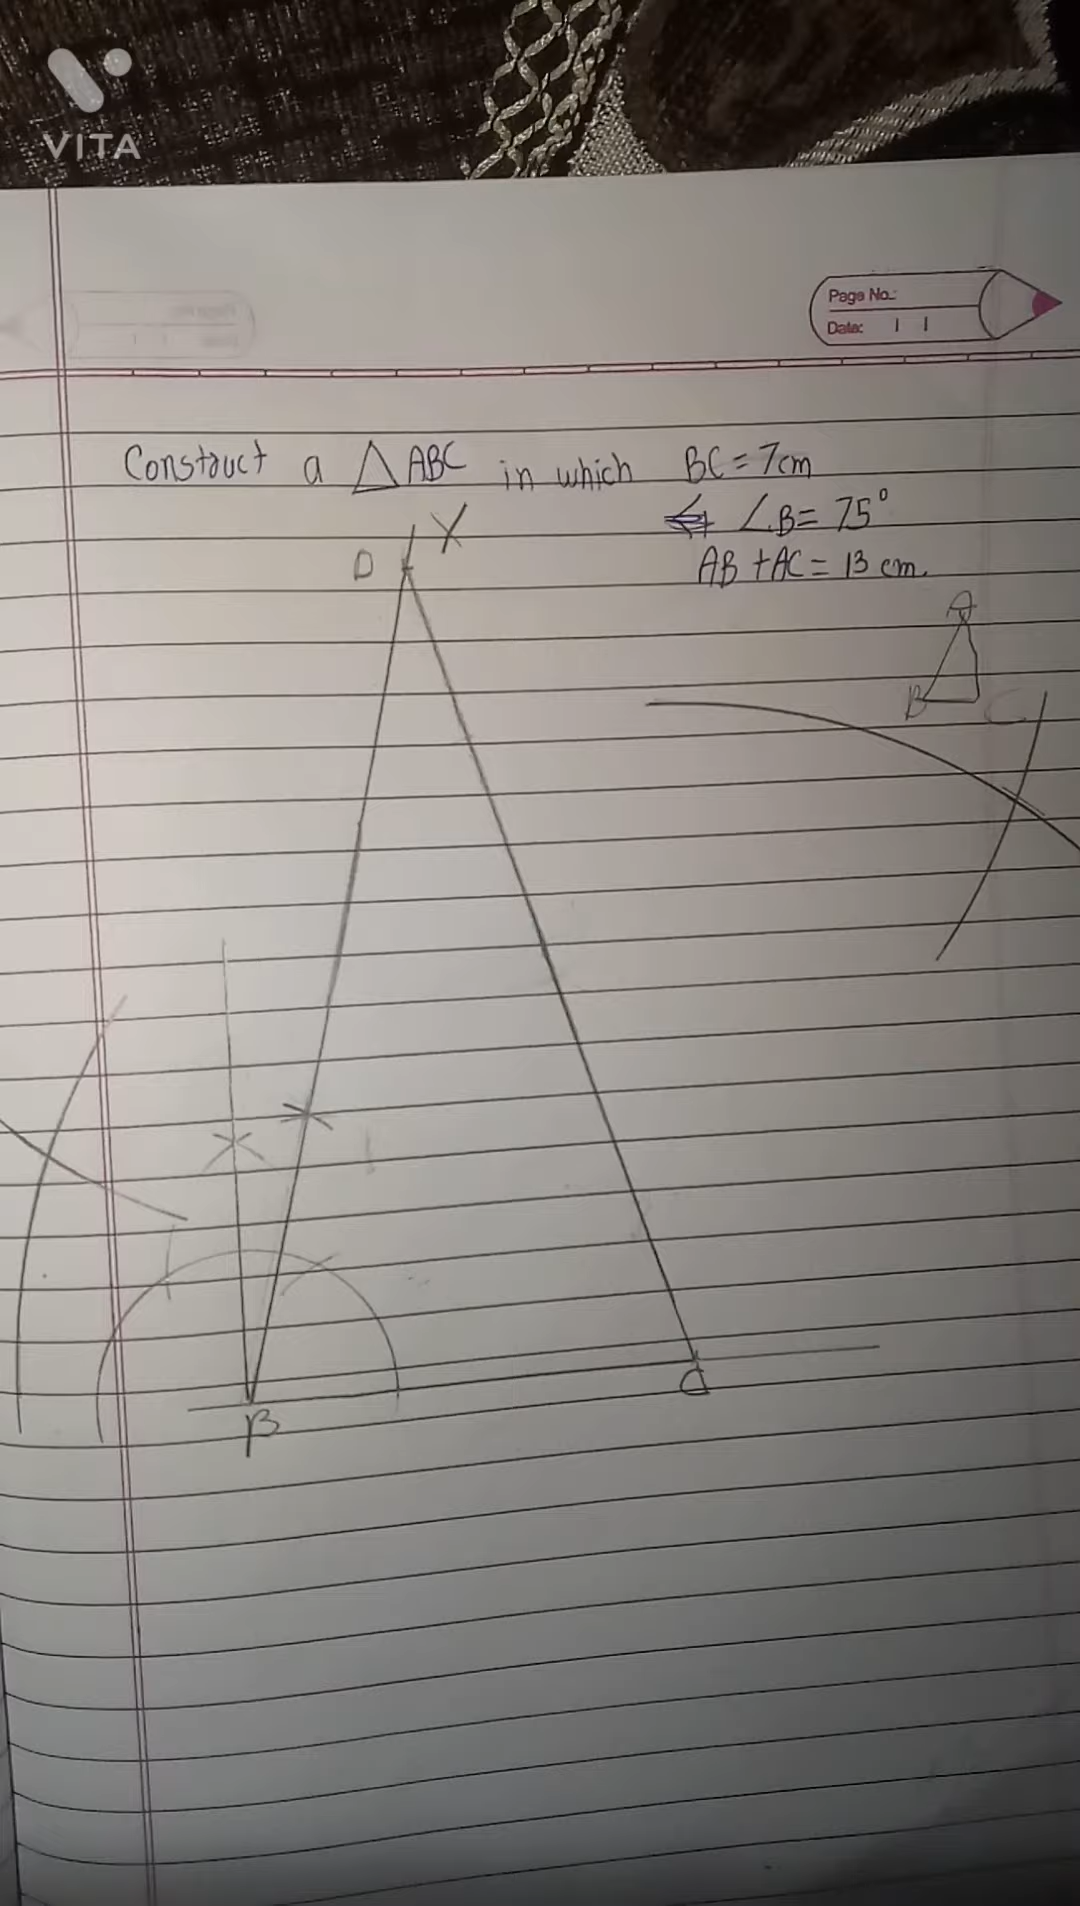 VITA
Page No.:
Date:
Construct a △ABC in which BC = 7cm
∠B = 75°
AB + AC = 13 cm.
D X
A
B C
B
C